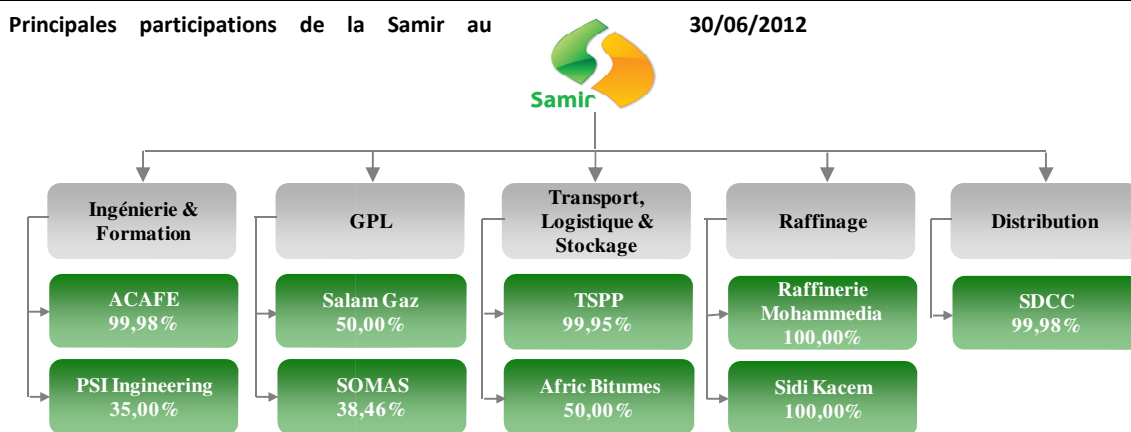 Principales participations de la Samir au 30/06/2012
Samir
Ingénierie &
Formation
ACAFE
99,98%
PSI Ingineering
35,00%
GPL
Salam Gaz
50,00%
SOMAS
38,46%
Transport,
Logistique &
Stockage
TSPP
99,95%
Afric Bitumes
50,00%
Raffinage
Raffinerie
Mohammedia
100,00%
Sidi Kacem
100,00%
Distribution
SDCC
99,98%